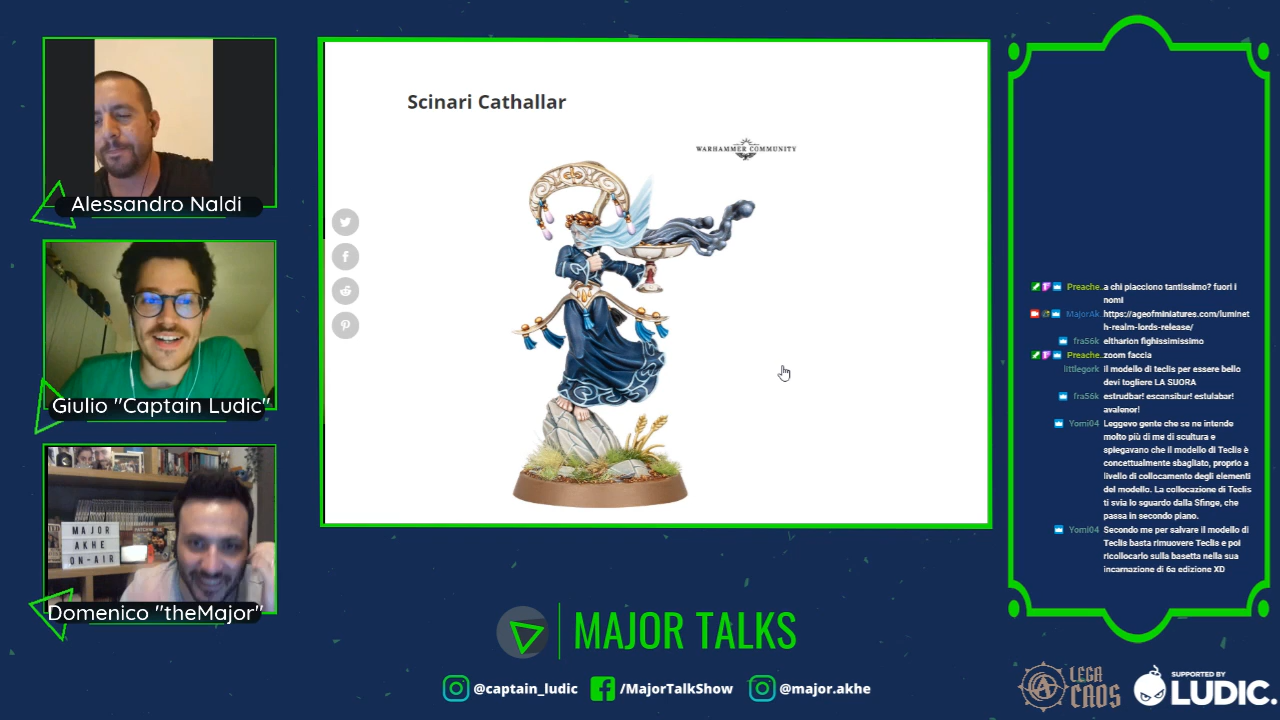 Alessandro Naldi
Giulio "Captain Ludic"
MAJOR
AKHE
ON-AIR
Domenico "theMajor"
Scinari Cathallar
WARHAMMER COMMUNITY
MAJOR TALKS
@captain_ludic
/MajorTalkShow
@major.akhe
Preache.. a chi piacciono tantissimo? fuori i
nomi
MajorAk https://ageofminiatures.com/luminet
h-realm-lords-release/
fra56k eltharion fighissimissimo
Preache.. zoom faccia
littlegork il modello di teclis per essere bello
devi togliere LA SUORA
fra56k estrudbar! escansibur! estulabar!
avalenor!
Yomi04 Leggevo gente che se ne intende
molto più di me di scultura e
spiegavano che il modello di Teclis è
concettualmente sbagliato, proprio a
livello di collocamento degli elementi
del modello. La collocazione di Teclis
ti svia lo sguardo dalla Sfinge, che
passa in secondo piano.
Yomi04 Secondo me per salvare il modello di
Teclis basta rimuovere Teclis e poi
ricollocarlo sulla basetta nella sua
incarnazione di 6a edizione XD
LEGA
CAOS
SUPPORTED BY
LUDIC.